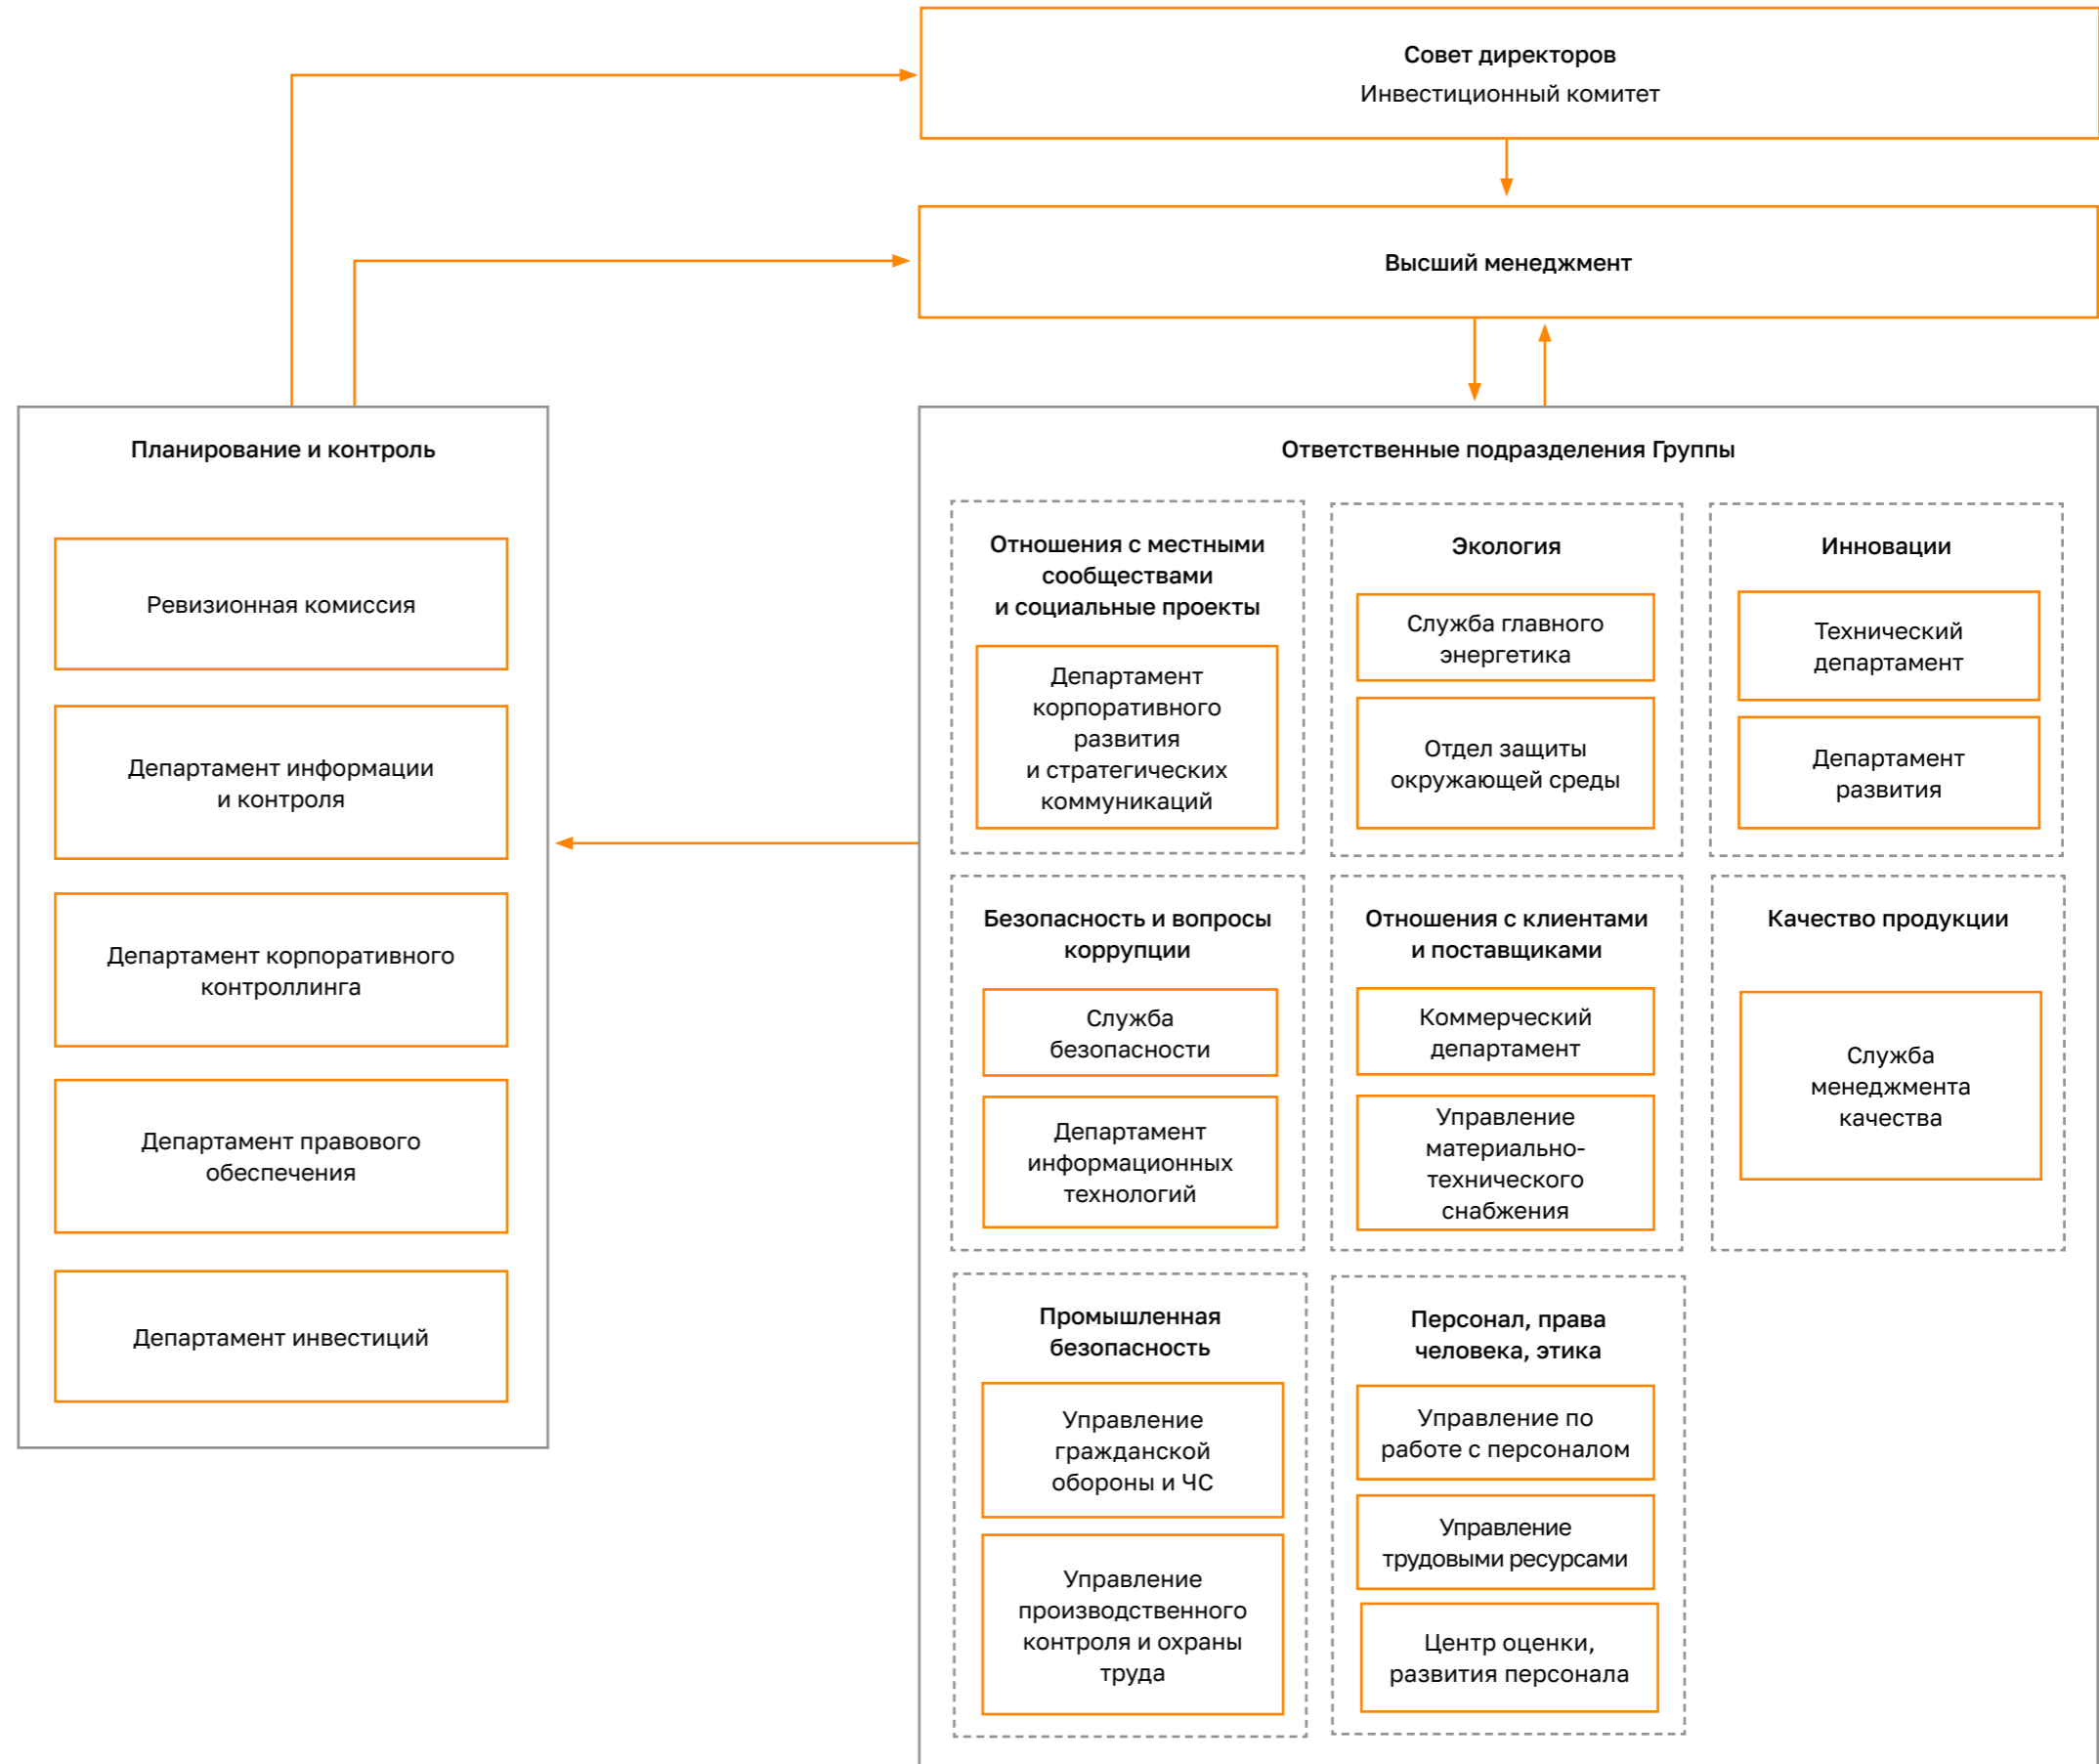 Совет директоров
Инвестиционный комитет
Высший менеджмент
Планирование и контроль
Ревизионная комиссия
Департамент информации
и контроля
Департамент корпоративного
контроллинга
Департамент правового
обеспечения
Департамент инвестиций
Ответственные подразделения Группы
Отношения с местными
сообществами
и социальные проекты
Департамент
корпоративного
развития
и стратегических
коммуникаций
Экология
Служба главного
энергетика
Отдел защиты
окружающей среды
Инновации
Технический
департамент
Департамент
развития
Безопасность и вопросы
коррупции
Служба
безопасности
Департамент
информационных
технологий
Отношения с клиентами
и поставщиками
Коммерческий
департамент
Управление
материально-
технического
снабжения
Качество продукции
Служба
менеджмента
качества
Промышленная
безопасность
Управление
гражданской
обороны и ЧС
Управление
производственного
контроля и охраны
труда
Персонал, права
человека, этика
Управление по
работе с персоналом
Управление
трудовыми ресурсами
Центр оценки,
развития персонала